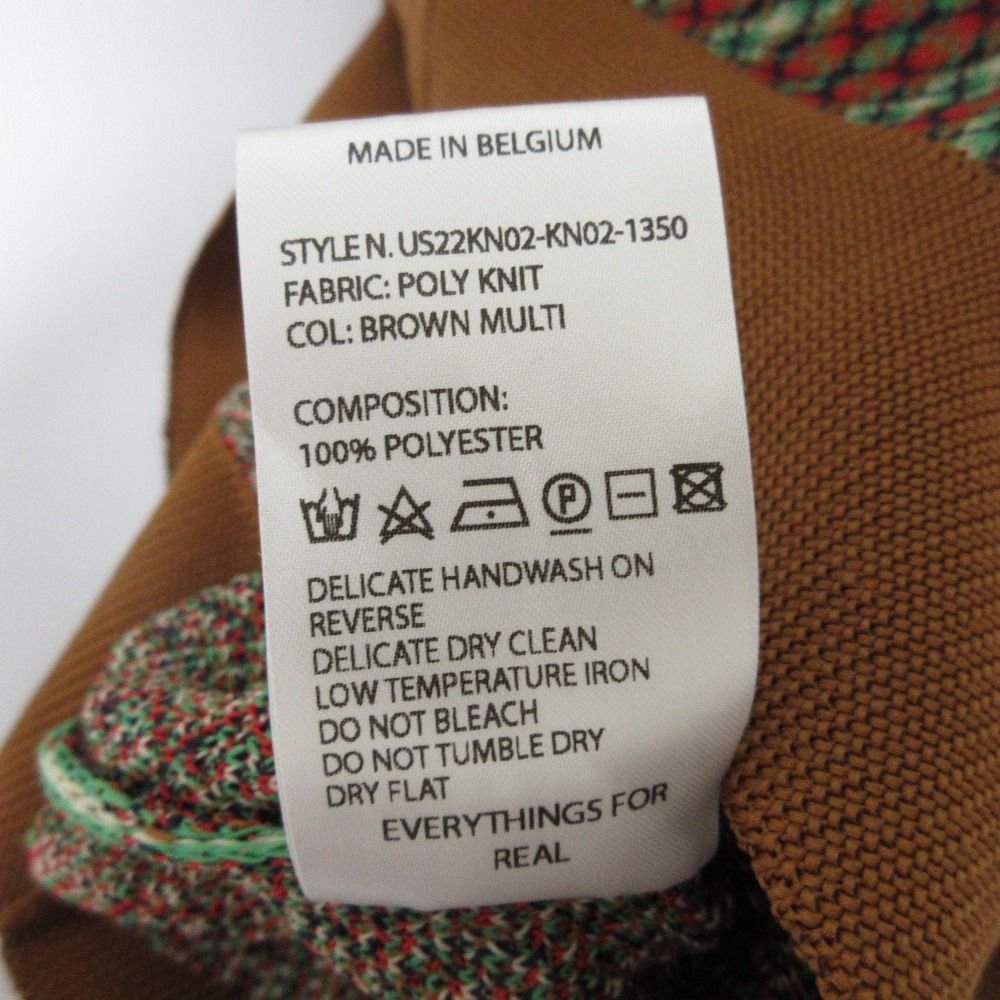 MADE IN BELGIUM
STYLE N. US22KN02-KN02-1350
FABRIC: POLY KNIT
COL: BROWN MULTI
COMPOSITION:
100% POLYESTER
P
DELICATE HANDWASH ON
REVERSE
DELICATE DRY CLEAN
LOW TEMPERATURE IRON
DO NOT BLEACH
DO NOT TUMBLE DRY
DRY FLAT
EVERYTHINGS FOR
REAL